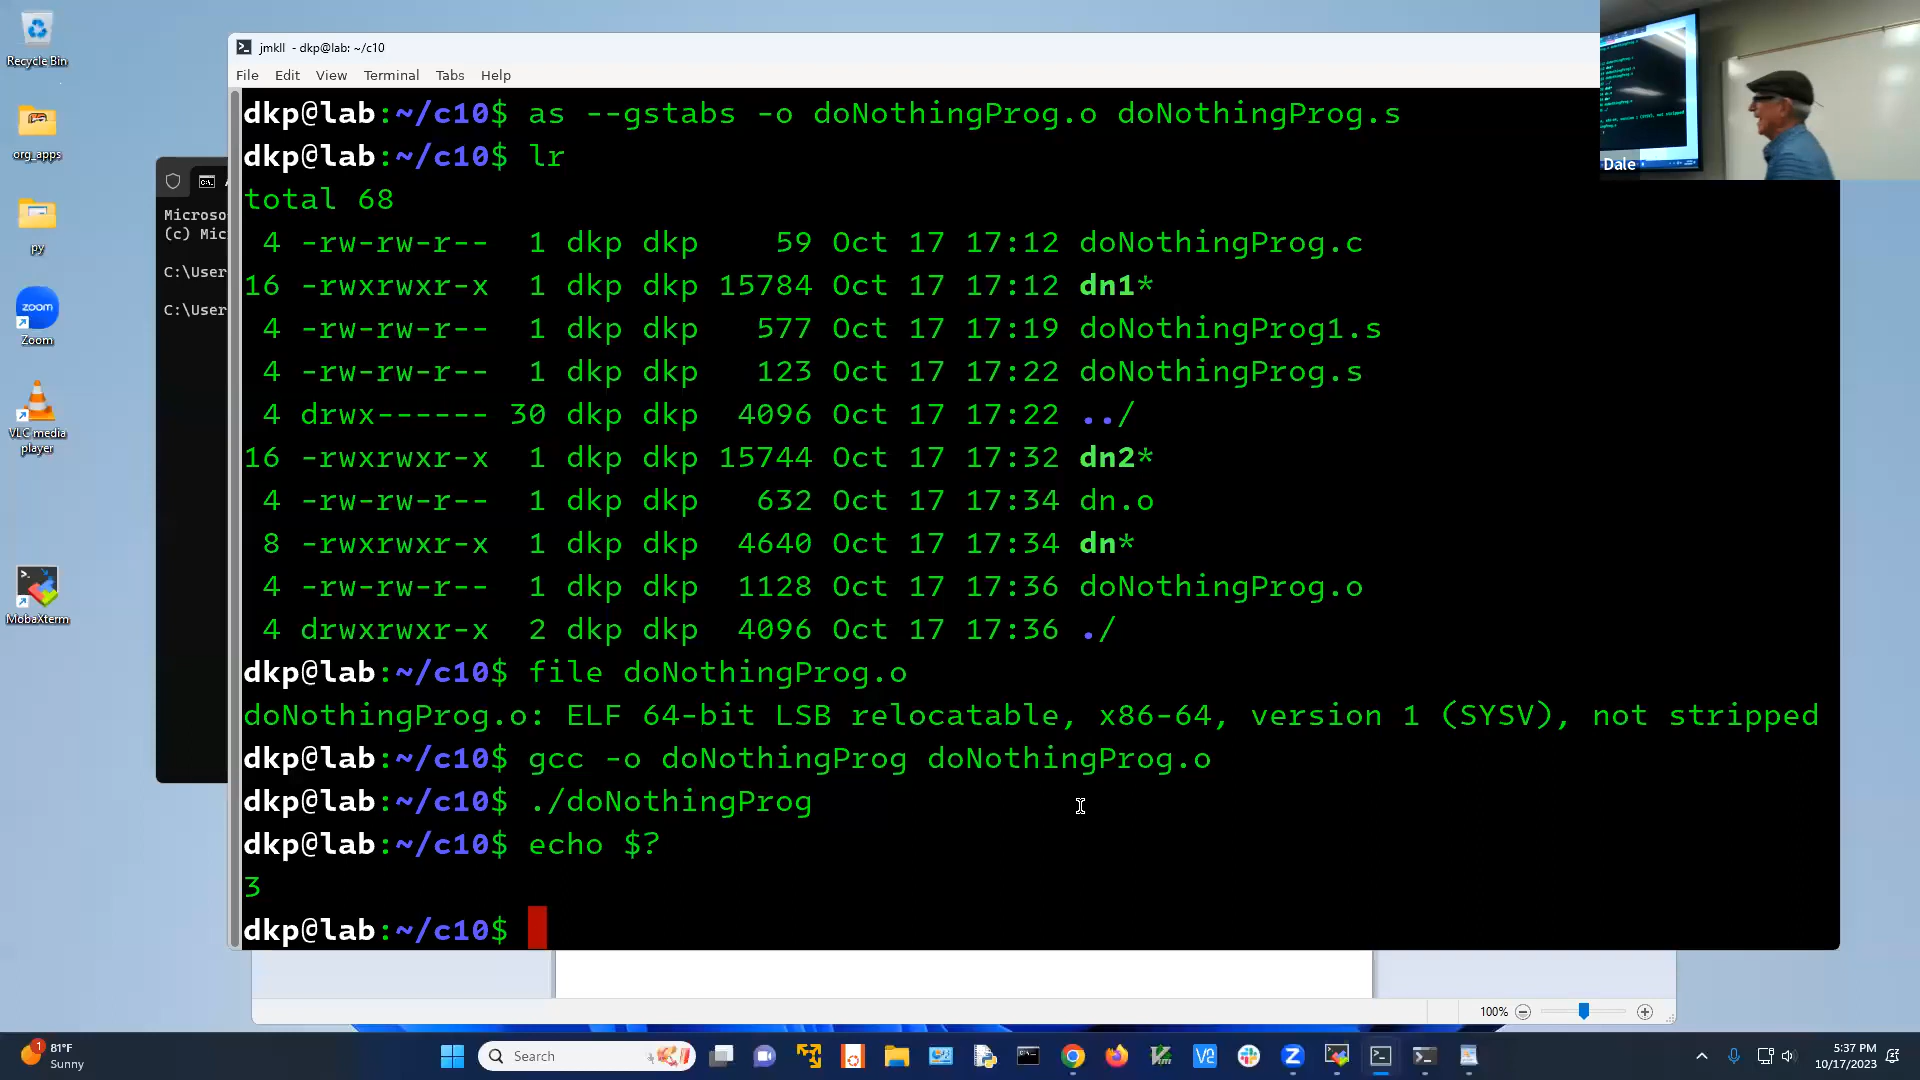 Recycle Bin
org_apps
py
zoom
Zoom
VLC media
player
MobaXterm
Microso
(c) Mic
C:\User
C:\User
jmkll - dkp@lab: ~/c10
File Edit View Terminal Tabs Help
dkp@lab:~/c10$ as --gstabs -o doNothingProg.o doNothingProg.s
dkp@lab:~/c10$ lr
total 68
4 -rw-rw-r-- 1 dkp dkp 59 Oct 17 17:12 doNothingProg.c
16 -rwxrwxr-x 1 dkp dkp 15784 Oct 17 17:12 dn1*
4 -rw-rw-r-- 1 dkp dkp 577 Oct 17 17:19 doNothingProg1.s
4 -rw-rw-r-- 1 dkp dkp 123 Oct 17 17:22 doNothingProg.s
4 drwx------ 30 dkp dkp 4096 Oct 17 17:22 ../
16 -rwxrwxr-x 1 dkp dkp 15744 Oct 17 17:32 dn2*
4 -rw-rw-r-- 1 dkp dkp 632 Oct 17 17:34 dn.o
8 -rwxrwxr-x 1 dkp dkp 4640 Oct 17 17:34 dn*
4 -rw-rw-r-- 1 dkp dkp 1128 Oct 17 17:36 doNothingProg.o
4 drwxrwxr-x 2 dkp dkp 4096 Oct 17 17:36 ./
dkp@lab:~/c10$ file doNothingProg.o
doNothingProg.o: ELF 64-bit LSB relocatable, x86-64, version 1 (SYSV), not stripped
dkp@lab:~/c10$ gcc -o doNothingProg doNothingProg.o
dkp@lab:~/c10$ ./doNothingProg
dkp@lab:~/c10$ echo $?
3
dkp@lab:~/c10$
Dale
100%
1
81°F
Sunny
Search
5:37 PM
10/17/2023